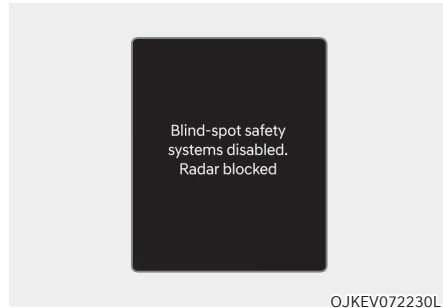 Blind-spot safety
systems disabled.
Radar blocked
OJKEV072230L